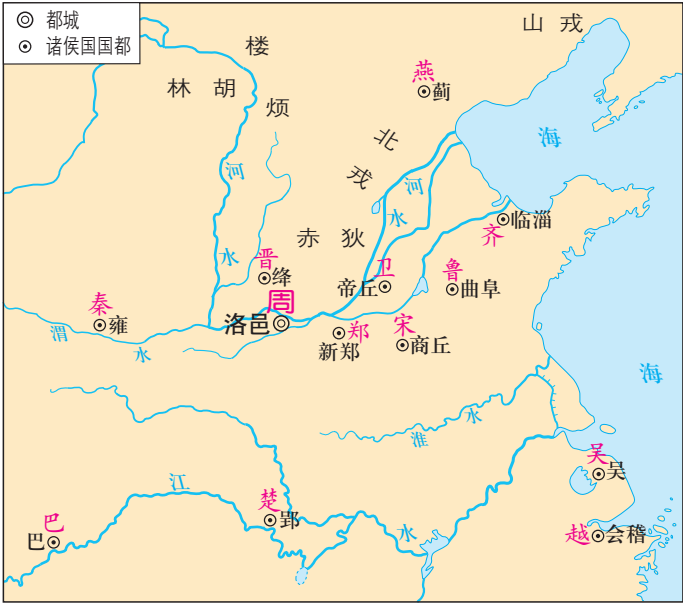 都城
诸侯国国都
山戎
楼
烦
林胡
燕
蓟
北
戎
海
河
水
河
水
临淄
齐
赤狄
晋
绛
卫
帝丘
鲁
曲阜
周
洛邑
秦
雍
渭
水
郑
新郑
宋
商丘
海
淮
水
江
水
楚
郢
巴
巴
吴
吴
越
会稽